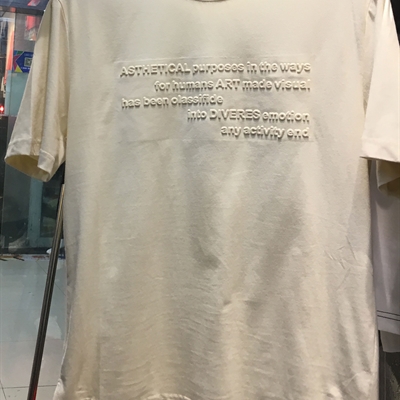 ASTHETICAL purposes in the ways
for humans ART made visual
has been classifide
into DIVERES emotion
any activity end